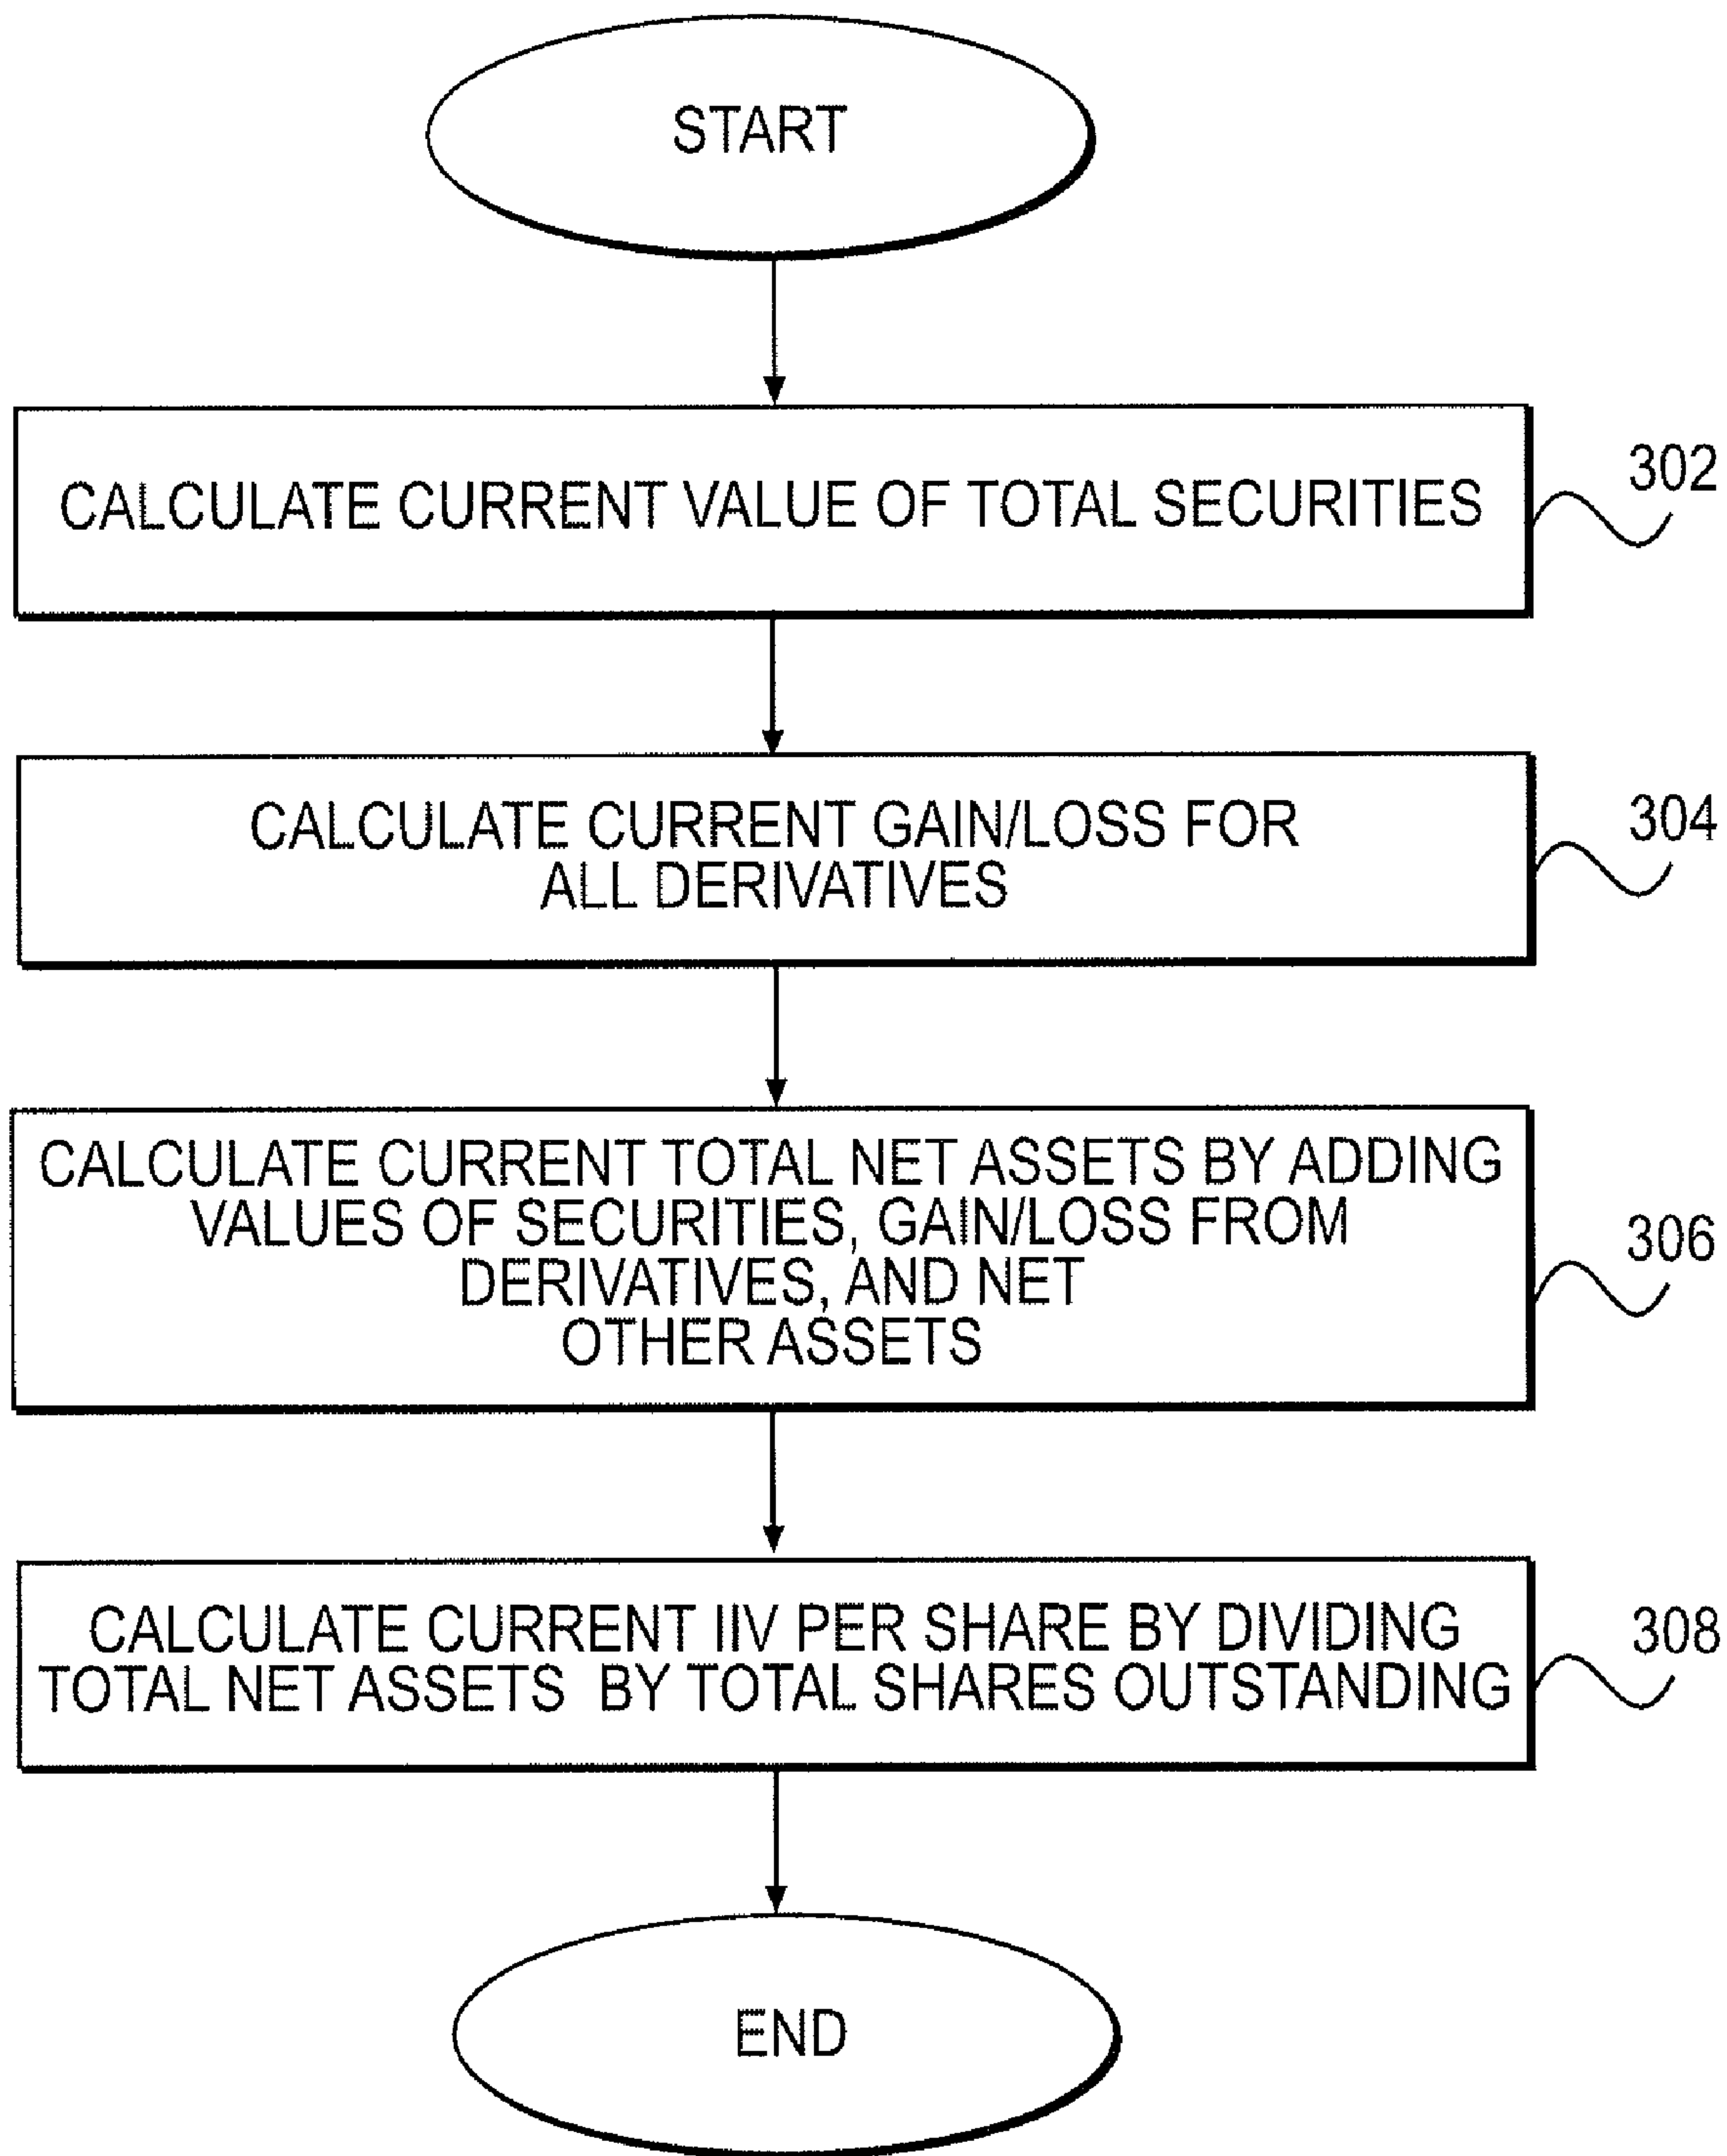 START
CALCULATE CURRENT VALUE OF TOTAL SECURITIES
302
CALCULATE CURRENT GAIN/LOSS FOR
ALL DERIVATIVES
304
CALCULATE CURRENT TOTAL NET ASSETS BY ADDING
VALUES OF SECURITIES, GAIN/LOSS FROM
DERIVATIVES, AND NET
OTHER ASSETS
306
CALCULATE CURRENT IIV PER SHARE BY DIVIDING
TOTAL NET ASSETS BY TOTAL SHARES OUTSTANDING
308
END